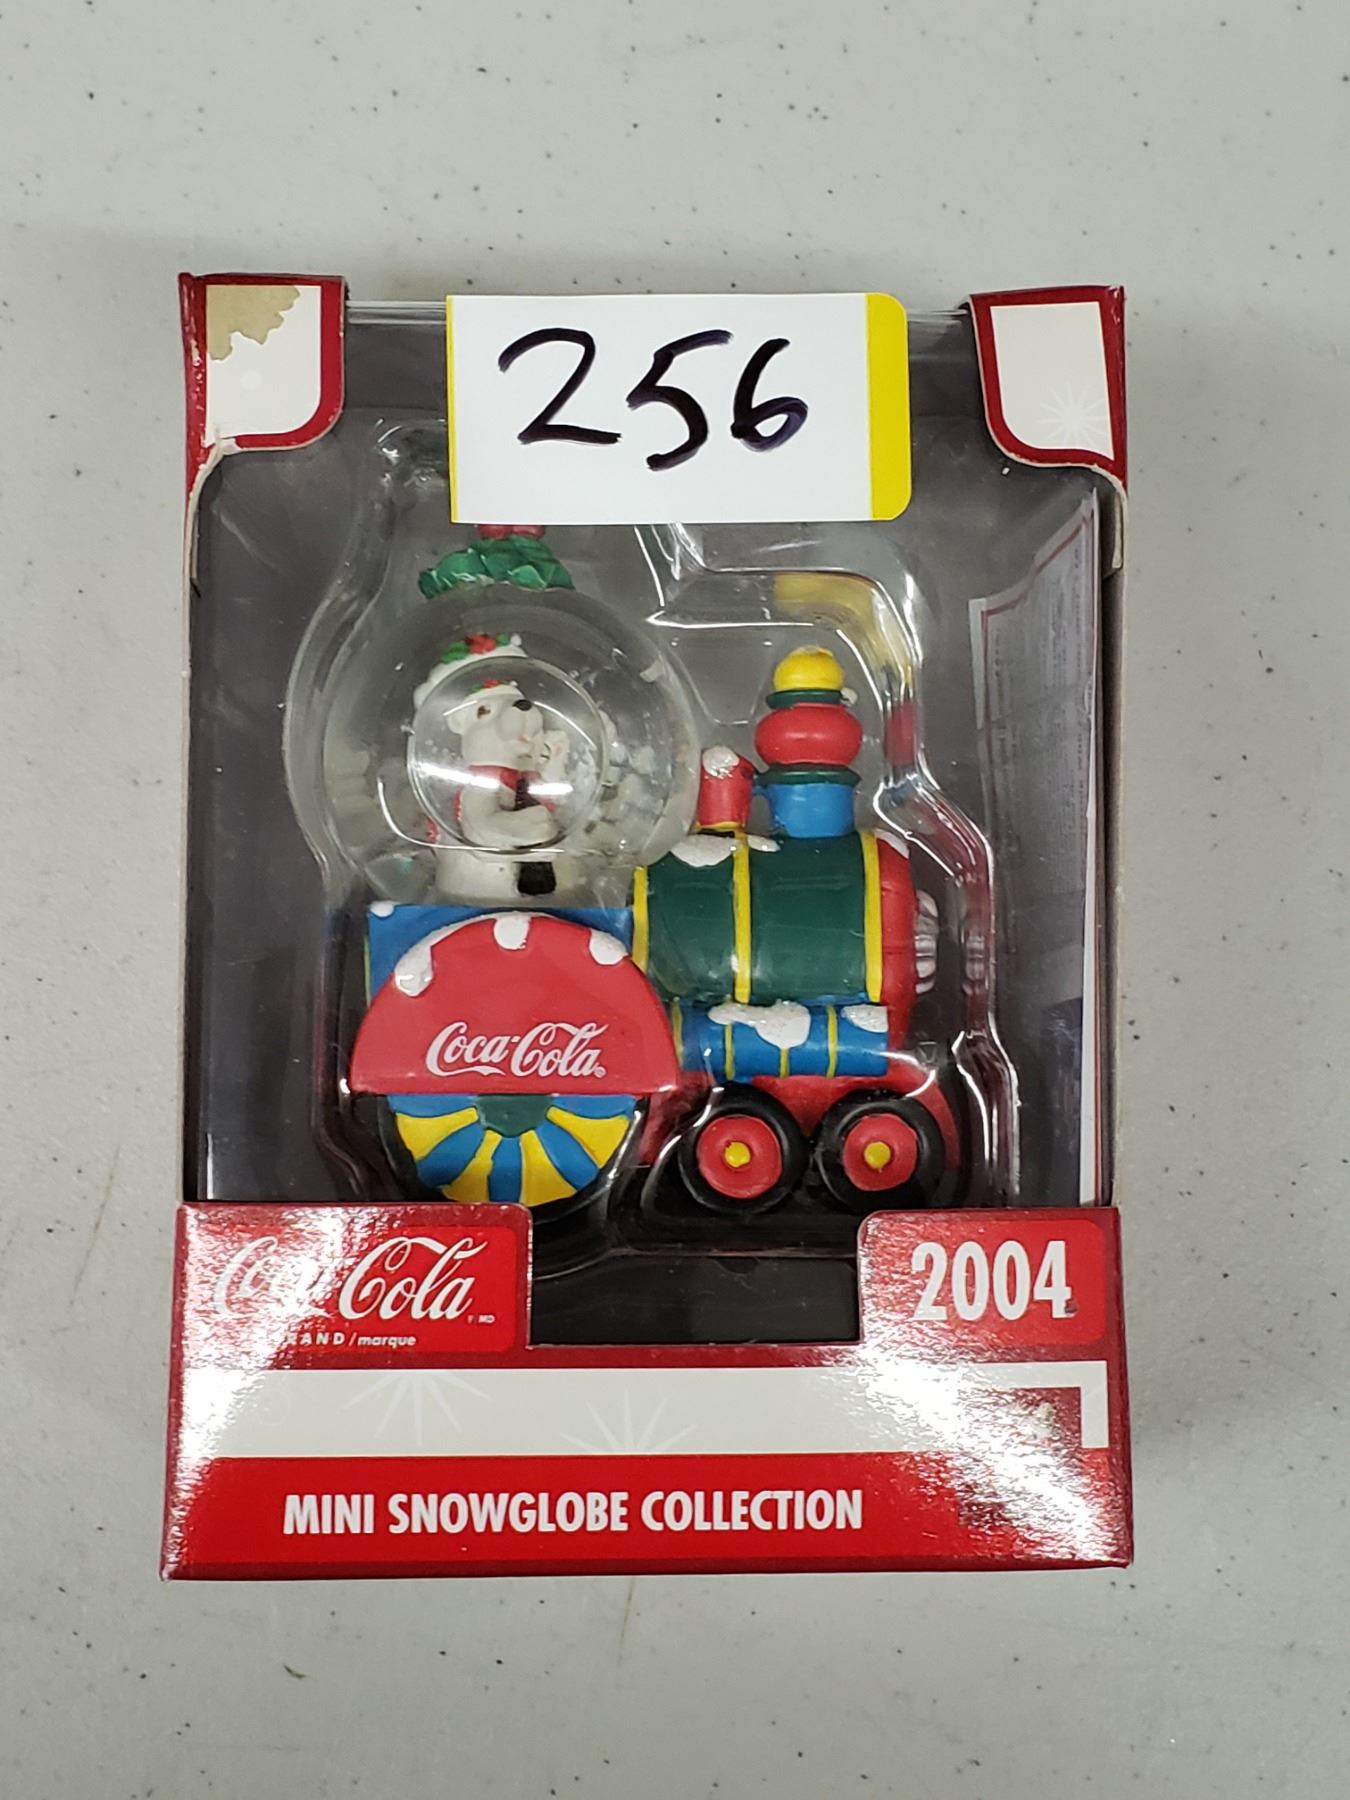 256
Coca-Cola®
Coca-Cola
BRAND / marque
2004
MINI SNOWGLOBE COLLECTION